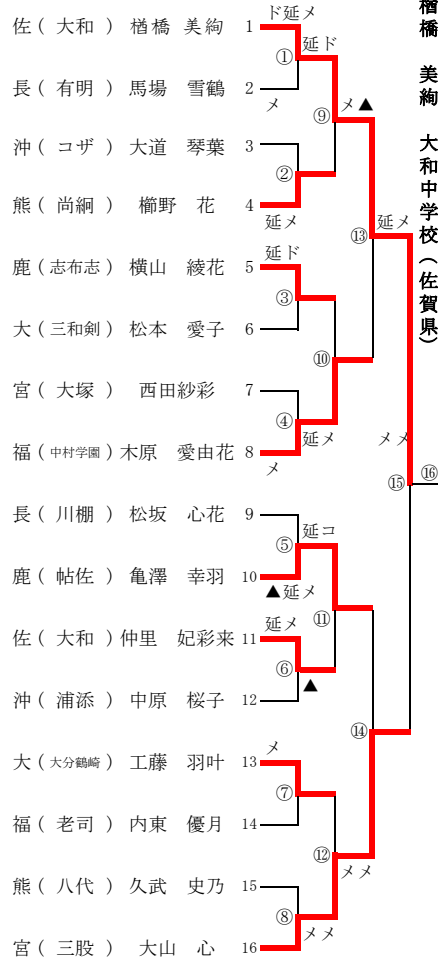 佐 ( 大和 ) 楢橋 美絢 1
ド延メ
① 延ド
長 ( 有明 ) 馬場 雪鶴 2
メ
⑨ メ▲
沖 ( コザ ) 大道 琴葉 3
②
熊 ( 尚絅 ) 櫛野 花 4
延メ
⑬ 延メ
鹿 ( 志布志 ) 横山 綾花 5
延ド
③
大 ( 三和剣 ) 松本 愛子 6
⑩
宮 ( 大塚 ) 西田紗彩 7
④ 延メ
福 ( 中村学園 ) 木原 愛由花 8
メ
メメ
⑮ ⑯
長 ( 川棚 ) 松坂 心花 9
⑤ 延コ
鹿 ( 帖佐 ) 亀澤 幸羽 10
▲延メ
⑪
佐 ( 大和 ) 仲里 妃彩来 11
延メ
⑥ ▲
沖 ( 浦添 ) 中原 桜子 12
⑭
大 ( 大分鶴崎 ) 工藤 羽叶 13
メ
⑦
福 ( 老司 ) 内東 優月 14
⑫ メメ
熊 ( 八代 ) 久武 史乃 15
⑧ メメ
宮 ( 三股 ) 大山 心 16
楢橋 美絢 大和中学校(佐賀県)